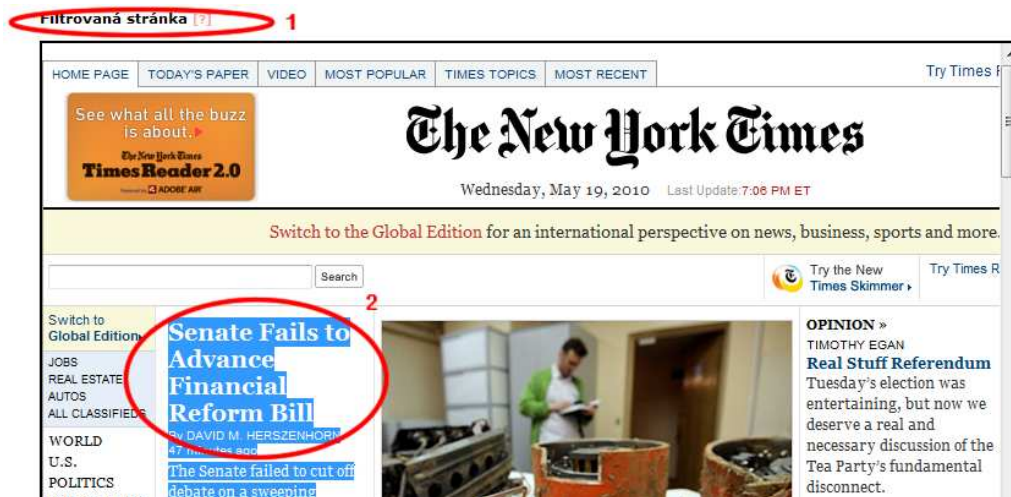 Filtrovaná stránka [?] 1
HOME PAGE TODAY'S PAPER VIDEO MOST POPULAR TIMES TOPICS MOST RECENT
Try Times
See what all the buzz
is about.
The New York Times
Times Reader 2.0
Powered by ADOBE AIR
The New York Times
Wednesday, May 19, 2010 Last Update:7:06 PM ET
Switch to the Global Edition for an international perspective on news, business, sports and more.
Search
Try the New
Times Skimmer
Try Times R
2
Switch to
Global Edition
JOBS
REAL ESTATE
AUTOS
ALL CLASSIFIEDS
WORLD
U.S.
POLITICS
Senate Fails to
Advance
Financial
Reform Bill
By DAVID M. HERSZENHORN
47 minutes ago
The Senate failed to cut off
debate on a sweeping
OPINION »
TIMOTHY EGAN
Real Stuff Referendum
Tuesday's election was
entertaining, but now we
deserve a real and
necessary discussion of the
Tea Party's fundamental
disconnect.